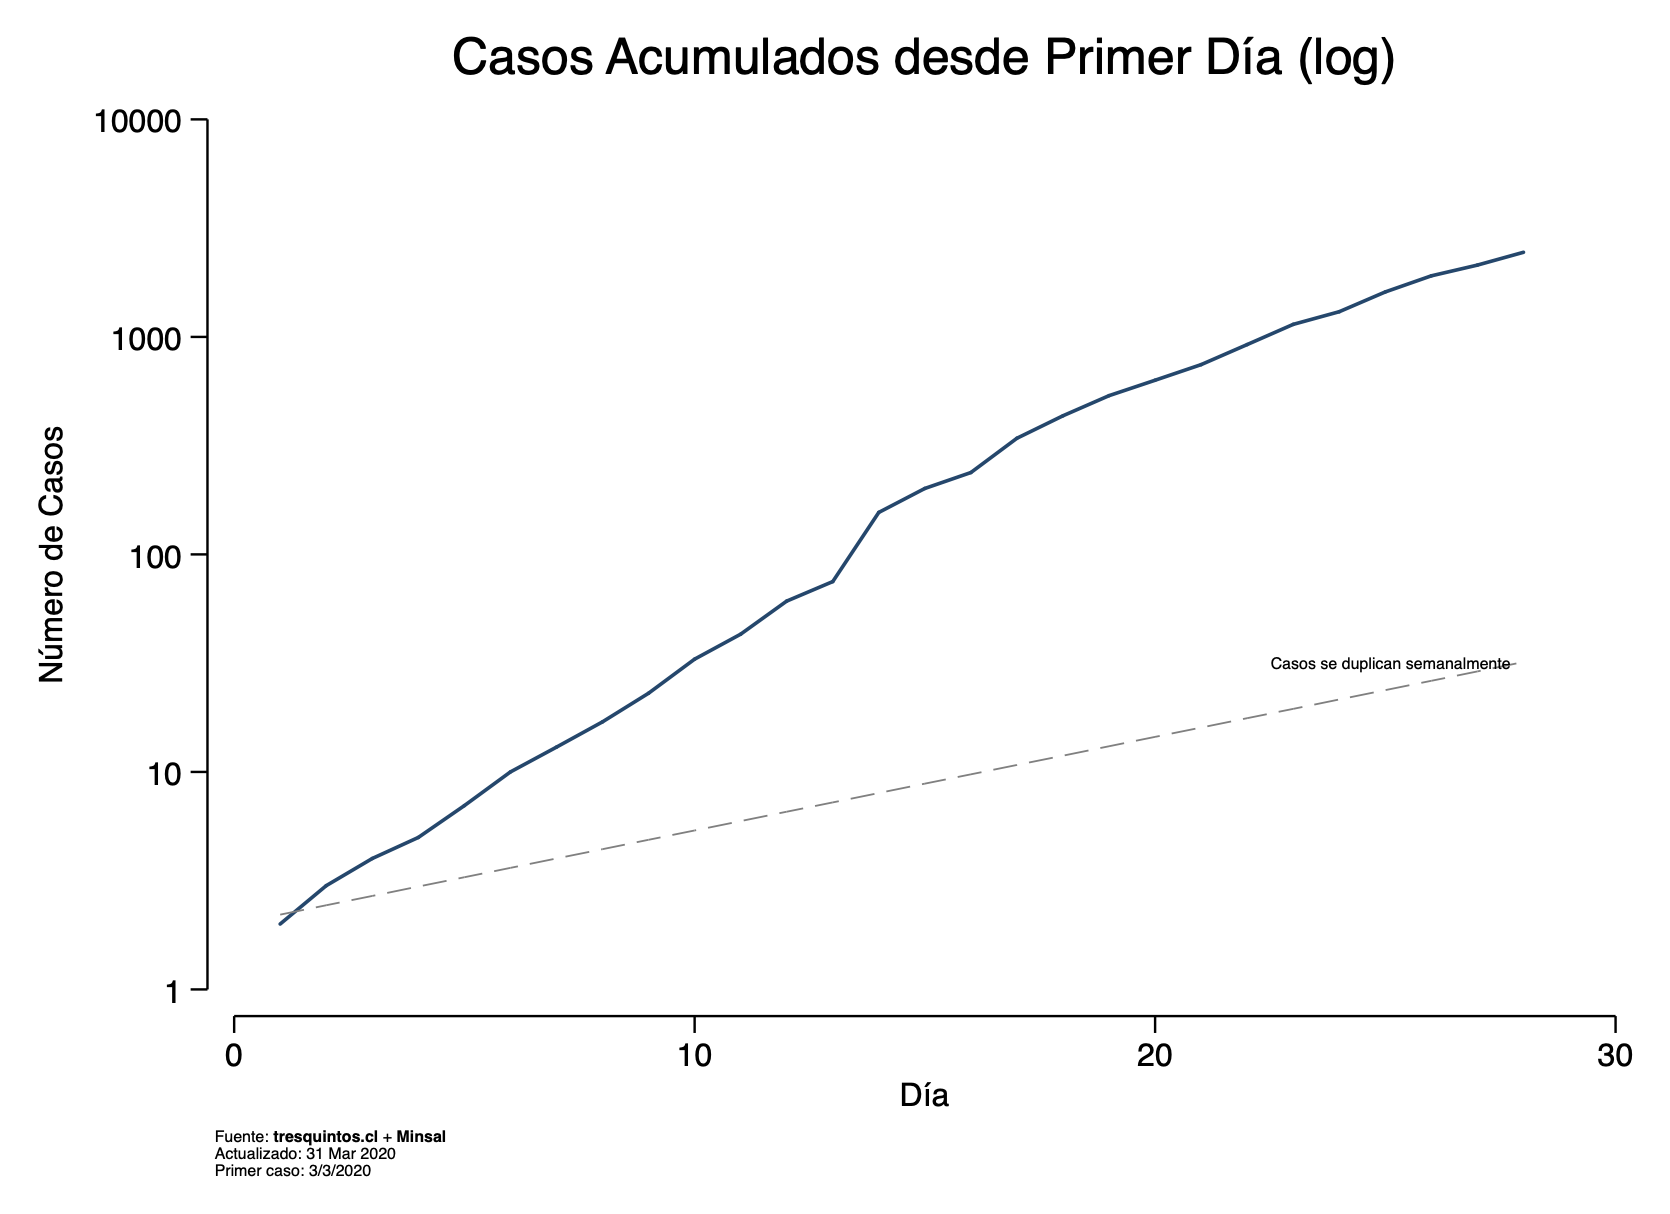 Casos Acumulados desde Primer Día (log)
10000
1000
100
10
1
Número de Casos
Casos se duplican semanalmente
0 10 20 30
Día
Fuente: tresquintos.cl + Minsal
Actualizado: 31 Mar 2020
Primer caso: 3/3/2020